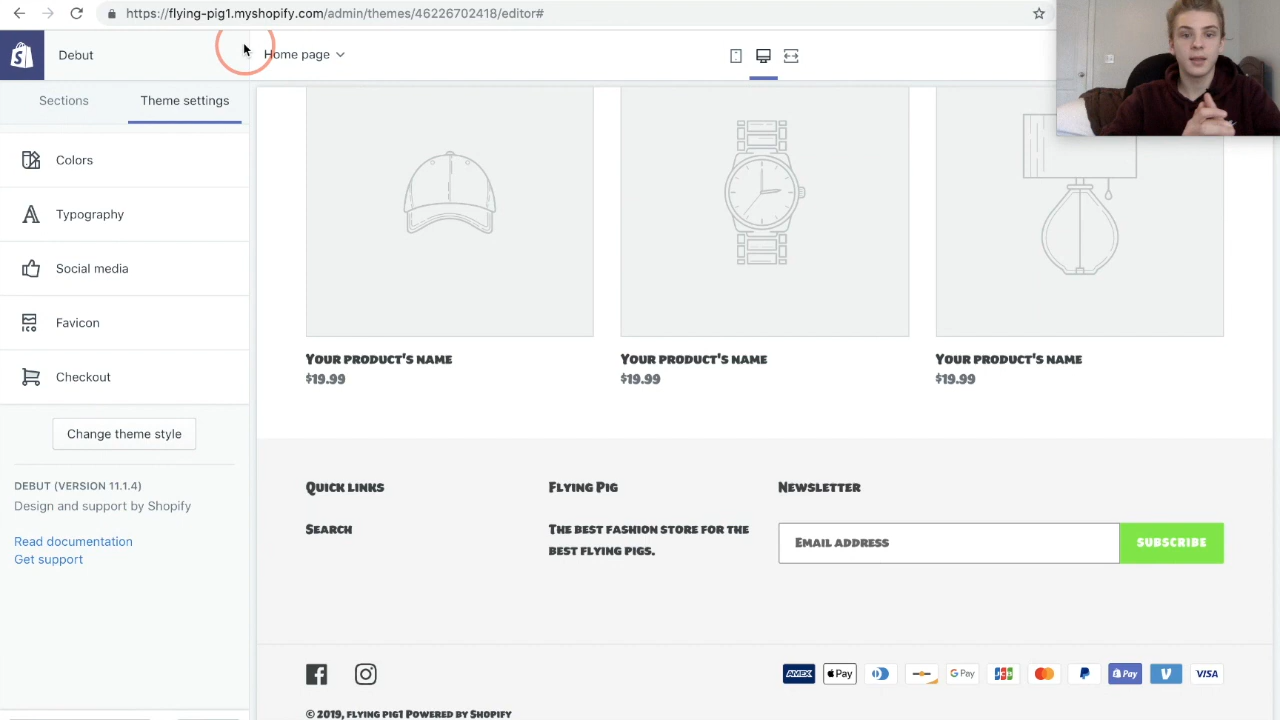 https://flying-pig1.myshopify.com/admin/themes/46226702418/editor#
Debut
Home page
Sections
Theme settings
Colors
Typography
Social media
Favicon
Checkout
Change theme style
DEBUT (VERSION 11.1.4)
Design and support by Shopify
Read documentation
Get support
Your product's name
$19.99
Your product's name
$19.99
Your product's name
$19.99
Quick links
Search
Flying Pig
The best fashion store for the
best flying pigs.
Newsletter
Email address
SUBSCRIBE
AMEX
Pay
G Pay
JCB
Pay
VISA
© 2019, flying pig1 Powered by Shopify